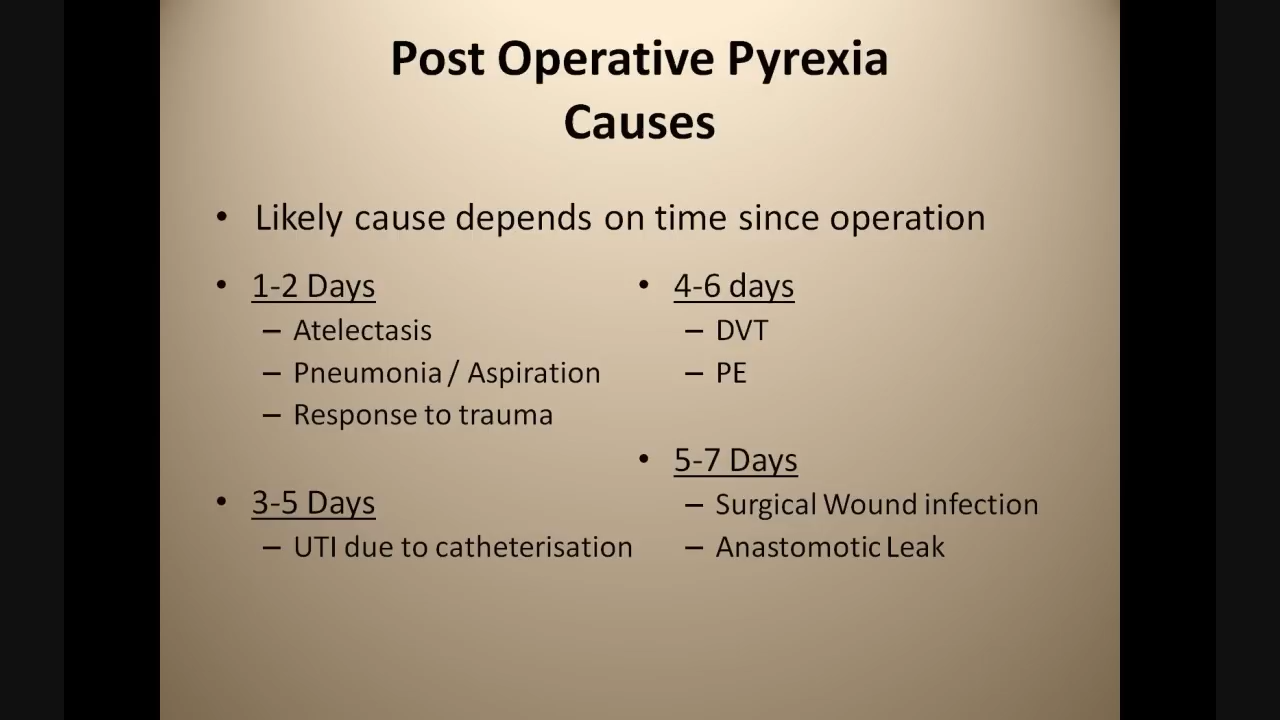 Post Operative Pyrexia
Causes
• Likely cause depends on time since operation
• 1-2 Days
– Atelectasis
– Pneumonia / Aspiration
– Response to trauma
• 3-5 Days
– UTI due to catheterisation
• 4-6 days
– DVT
– PE
• 5-7 Days
– Surgical Wound infection
– Anastomotic Leak